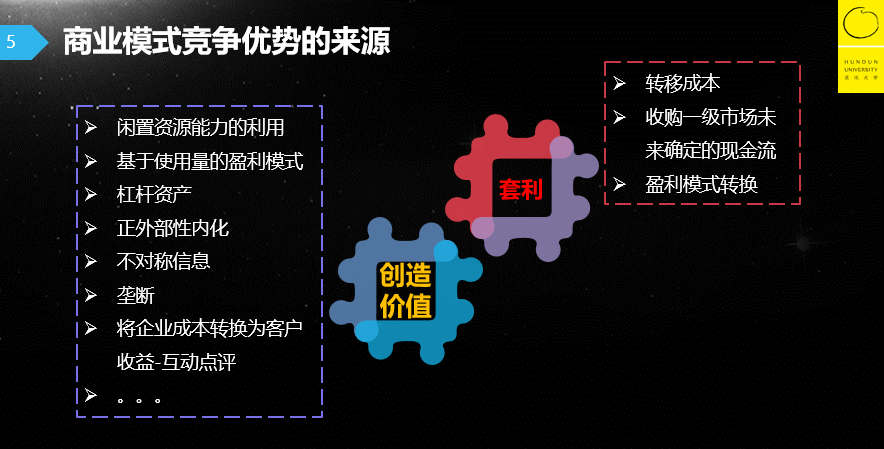 5
商业模式竞争优势的来源
HUNDUN
UNIVERSITY
混沌大学
闲置资源能力的利用
基于使用量的盈利模式
杠杆资产
正外部性内化
不对称信息
垄断
将企业成本转换为客户
收益-互动点评
。。。
创造
价值
套利
转移成本
收购一级市场未
来确定的现金流
盈利模式转换